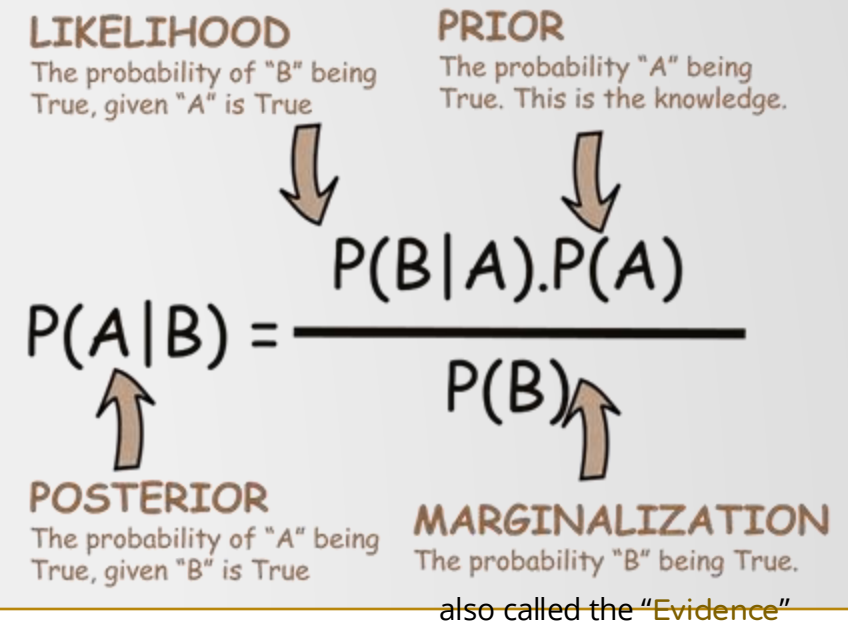 LIKELIHOOD
The probability of “B” being
True, given “A” is True
PRIOR
The probability “A” being
True. This is the knowledge.
P(A|B) =
P(B|A).P(A)
P(B)
POSTERIOR
The probability of “A” being
True, given “B” is True
MARGINALIZATION
The probability “B” being True.
also called the “Evidence”